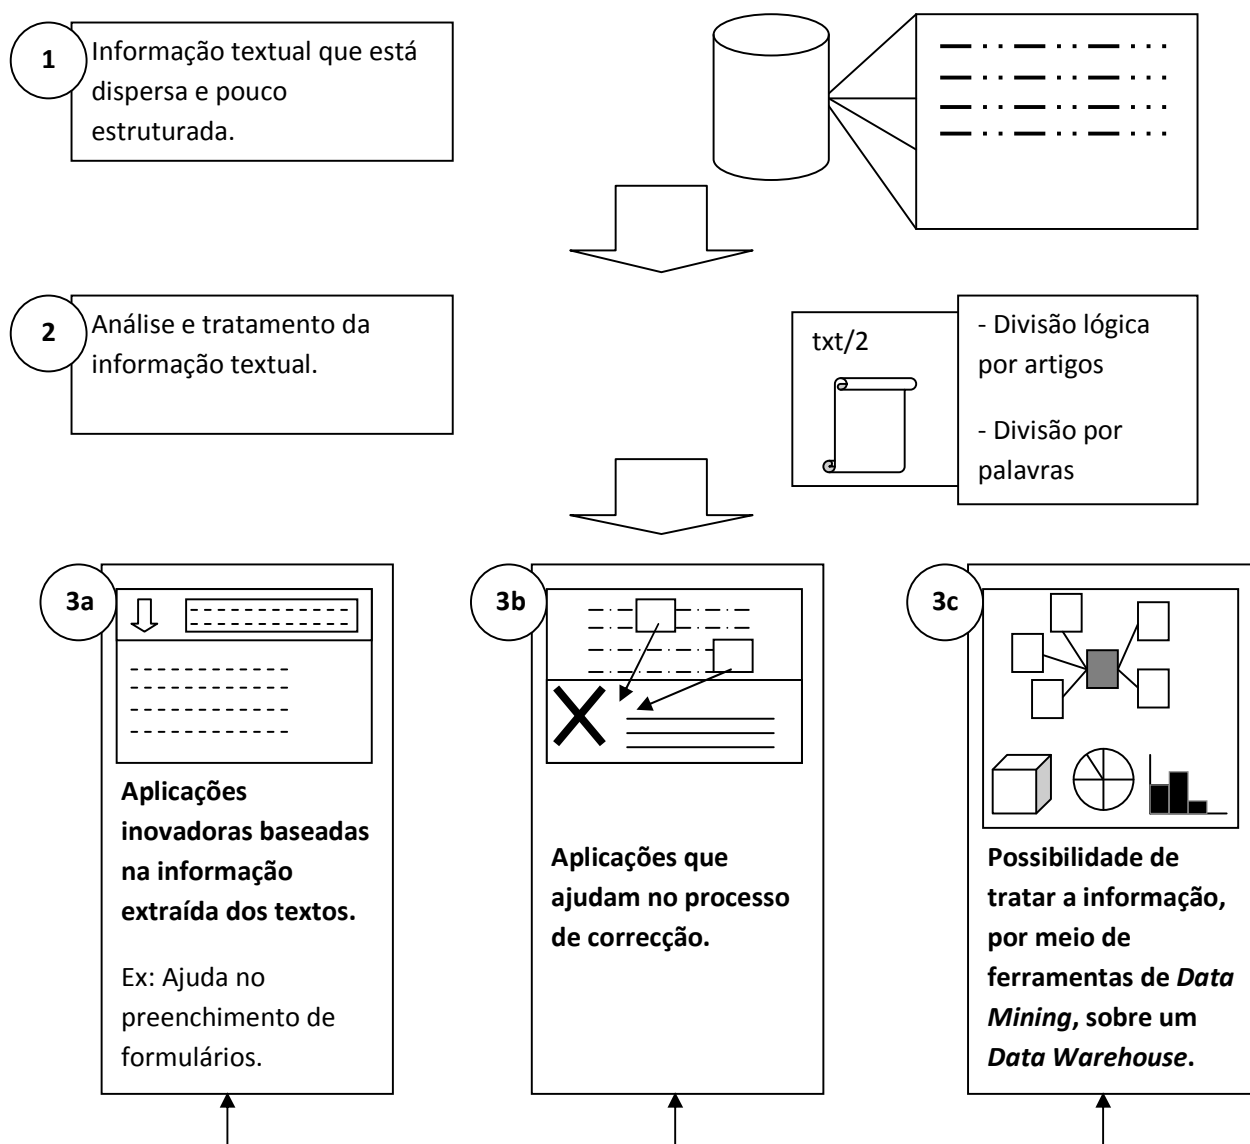 1
Informação textual que está
dispersa e pouco
estruturada.
2
Análise e tratamento da
informação textual.
txt/2
- Divisão lógica
por artigos
- Divisão por
palavras
3a
Aplicações
inovadoras baseadas
na informação
extraída dos textos.
Ex: Ajuda no
preenchimento de
formulários.
3b
Aplicações que
ajudam no processo
de correcção.
3c
Possibilidade de
tratar a informação,
por meio de
ferramentas de Data
Mining, sobre um
Data Warehouse.